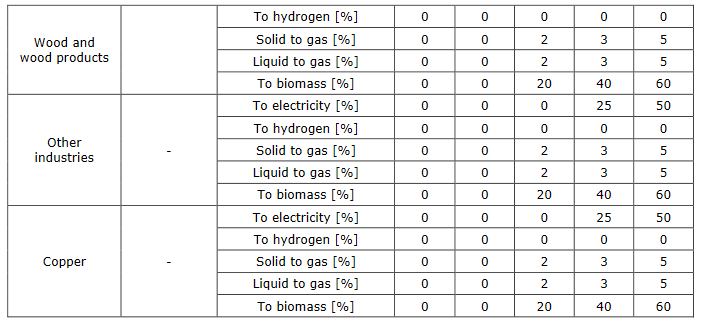 To hydrogen [%] 0 0 0 0 0
Wood and wood products Solid to gas [%] 0 0 2 3 5
Liquid to gas [%] 0 0 2 3 5
To biomass [%] 0 0 20 40 60
To electricity [%] 0 0 0 25 50
To hydrogen [%] 0 0 0 0 0
Other industries - Solid to gas [%] 0 0 2 3 5
Liquid to gas [%] 0 0 2 3 5
To biomass [%] 0 0 20 40 60
To electricity [%] 0 0 0 25 50
To hydrogen [%] 0 0 0 0 0
Copper - Solid to gas [%] 0 0 2 3 5
Liquid to gas [%] 0 0 2 3 5
To biomass [%] 0 0 20 40 60